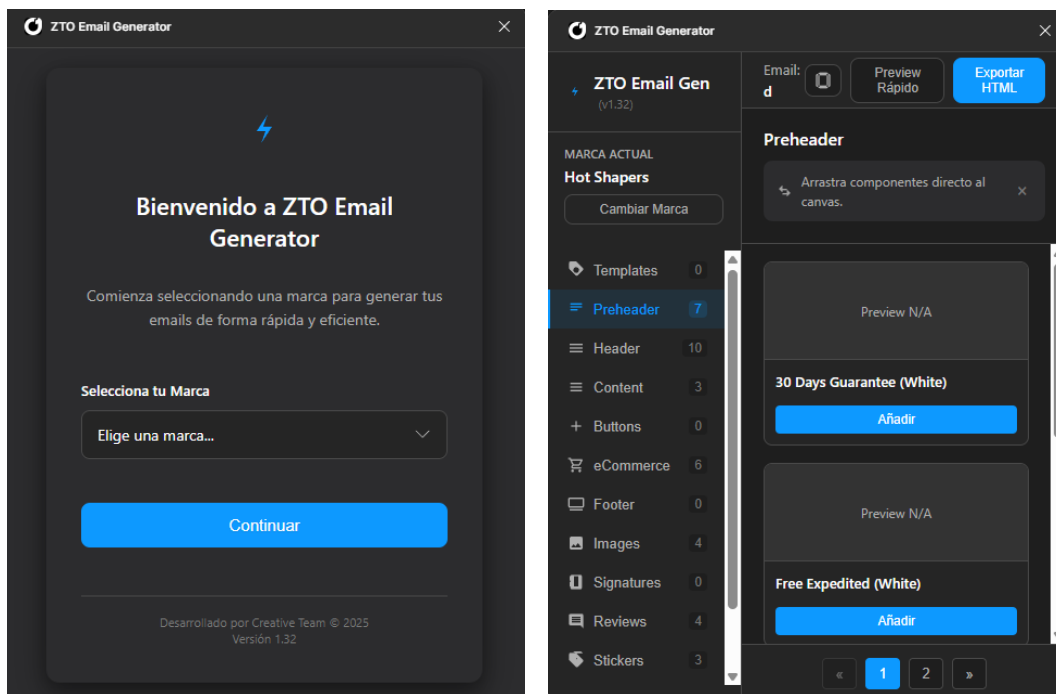 ZTO Email Generator
Bienvenido a ZTO Email
Generator
Comienza seleccionando una marca para generar tus
emails de forma rápida y eficiente.
Selecciona tu Marca
Elige una marca...
Continuar
Desarrollado por Creative Team © 2025
Versión 1.32
ZTO Email Generator
ZTO Email Gen
(v1.32)
MARCA ACTUAL
Hot Shapers
Cambiar Marca
Templates 0
Preheader 7
Header 10
Content 3
Buttons 0
eCommerce 6
Footer 0
Images 4
Signatures 0
Reviews 4
Stickers 3
Email:
d
Preview
Rápido
Exportar
HTML
Preheader
Arrastra componentes directo al
canvas.
Preview N/A
30 Days Guarantee (White)
Añadir
Preview N/A
Free Expedited (White)
Añadir
« 1 2 »